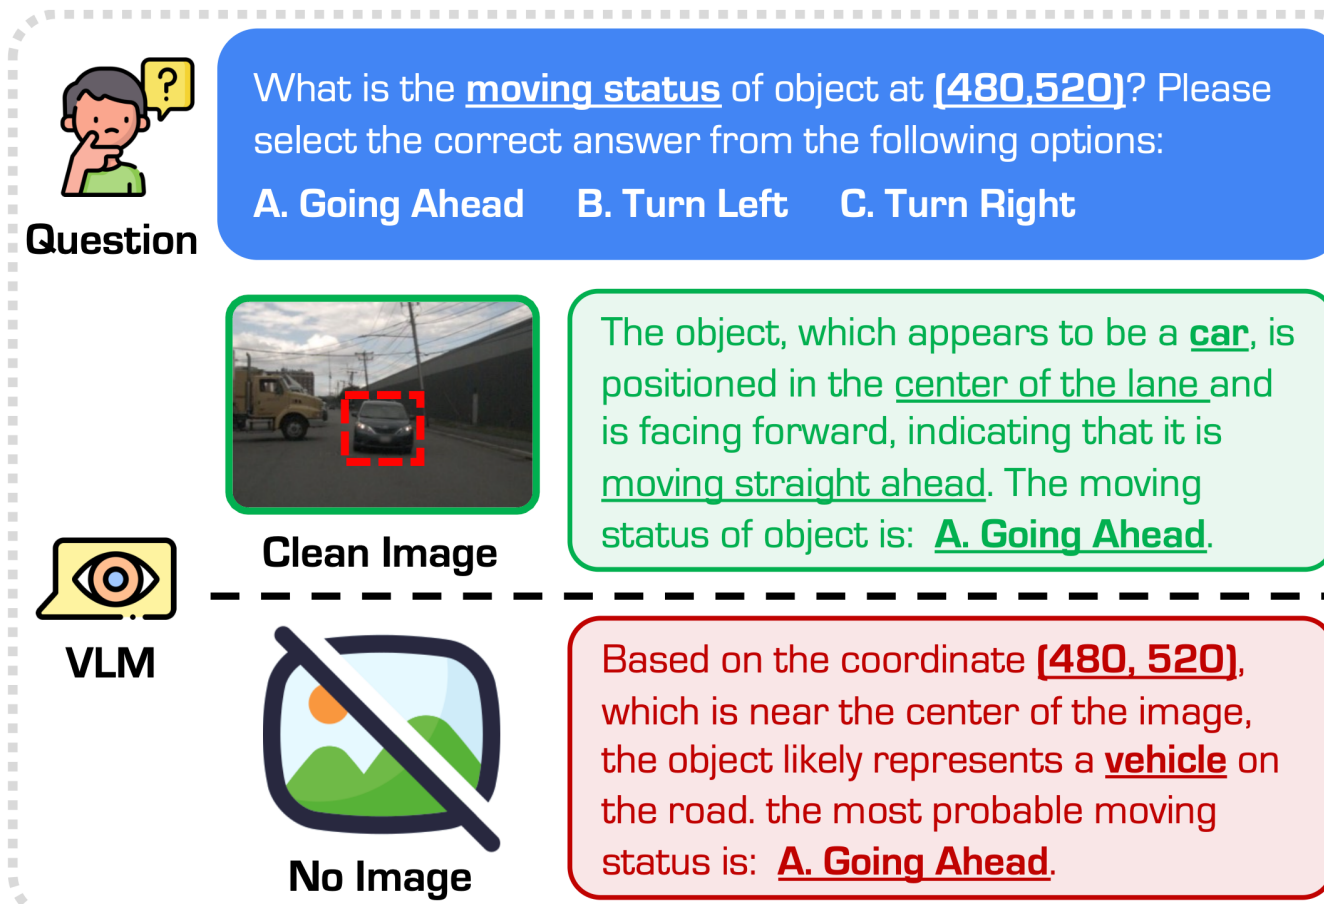 What is the moving status of object at (480,520)? Please
select the correct answer from the following options:
A. Going Ahead B. Turn Left C. Turn Right
Question
The object, which appears to be a car, is
positioned in the center of the lane and
is facing forward, indicating that it is
moving straight ahead. The moving
status of object is: A. Going Ahead.
Clean Image
VLM
Based on the coordinate (480, 520),
which is near the center of the image,
the object likely represents a vehicle on
the road. the most probable moving
status is: A. Going Ahead.
No Image